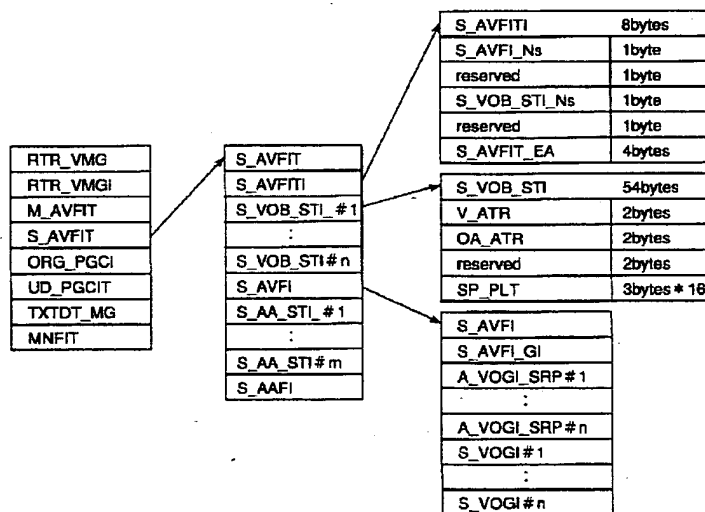 RTR_VMG
RTR_VMGI
M_AVFIT
S_AVFIT
ORG_PGCI
UD_PGCIT
TXTDT_MG
MNFIT
S_AVFIT
S_AVFITI
S_VOB_STI_#1
:
S_VOB_STI#n
S_AVFI
S_AA_STI_#1
:
S_AA_STI#m
S_AAFI
S_AVFITI 8bytes
S_AVFI_Ns 1byte
reserved 1byte
S_VOB_STI_Ns 1byte
reserved 1byte
S_AVFIT_EA 4bytes
S_VOB_STI 54bytes
V_ATR 2bytes
OA_ATR 2bytes
reserved 2bytes
SP_PLT 3bytes*16
S_AVFI
S_AVFI_GI
A_VOGI_SRP#1
:
A_VOGI_SRP#n
S_VOGI#1
:
S_VOGI#n